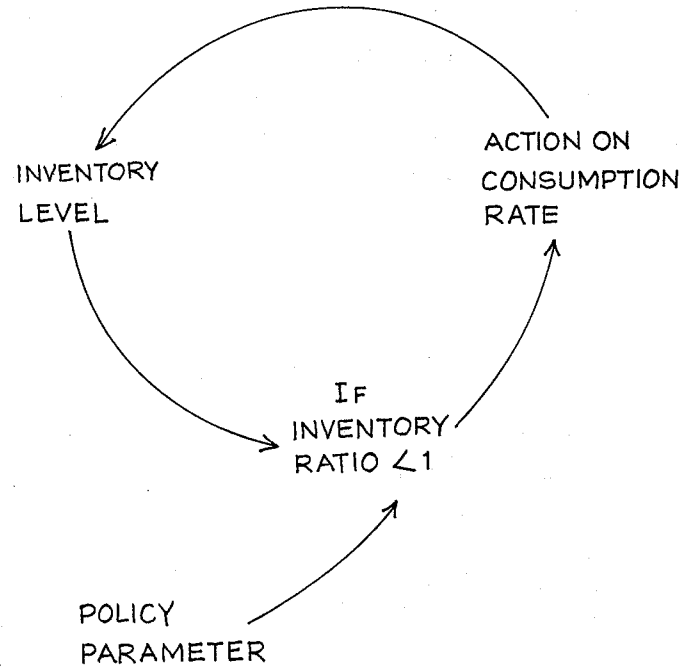 INVENTORY
LEVEL
ACTION ON
CONSUMPTION
RATE
IF
INVENTORY
RATIO <1
POLICY
PARAMETER